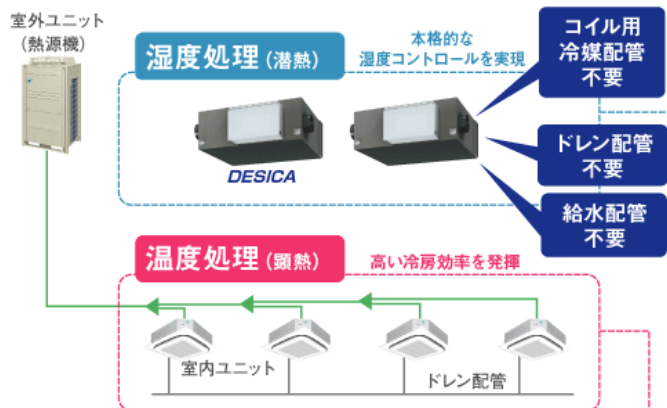 室外ユニット
(熱源機)
湿度処理(潜熱)
本格的な
湿度コントロールを実現
コイル用
冷媒配管
不要
DESICA
ドレン配管
不要
給水配管
不要
温度処理(顕熱)
高い冷房効率を発揮
室内ユニット
ドレン配管